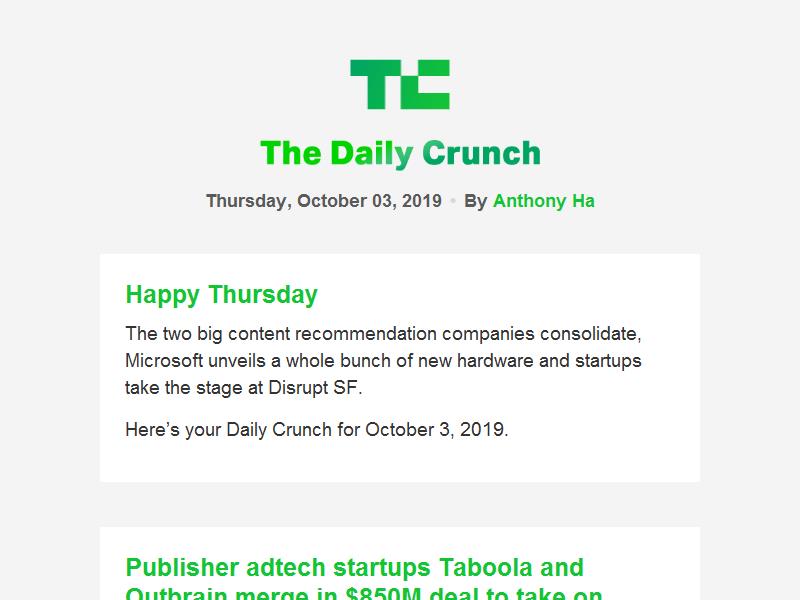 TC
The Daily Crunch
Thursday, October 03, 2019 • By Anthony Ha
Happy Thursday
The two big content recommendation companies consolidate,
Microsoft unveils a whole bunch of new hardware and startups
take the stage at Disrupt SF.
Here’s your Daily Crunch for October 3, 2019.
Publisher adtech startups Taboola and
Outbrain merge in $850M deal to take on